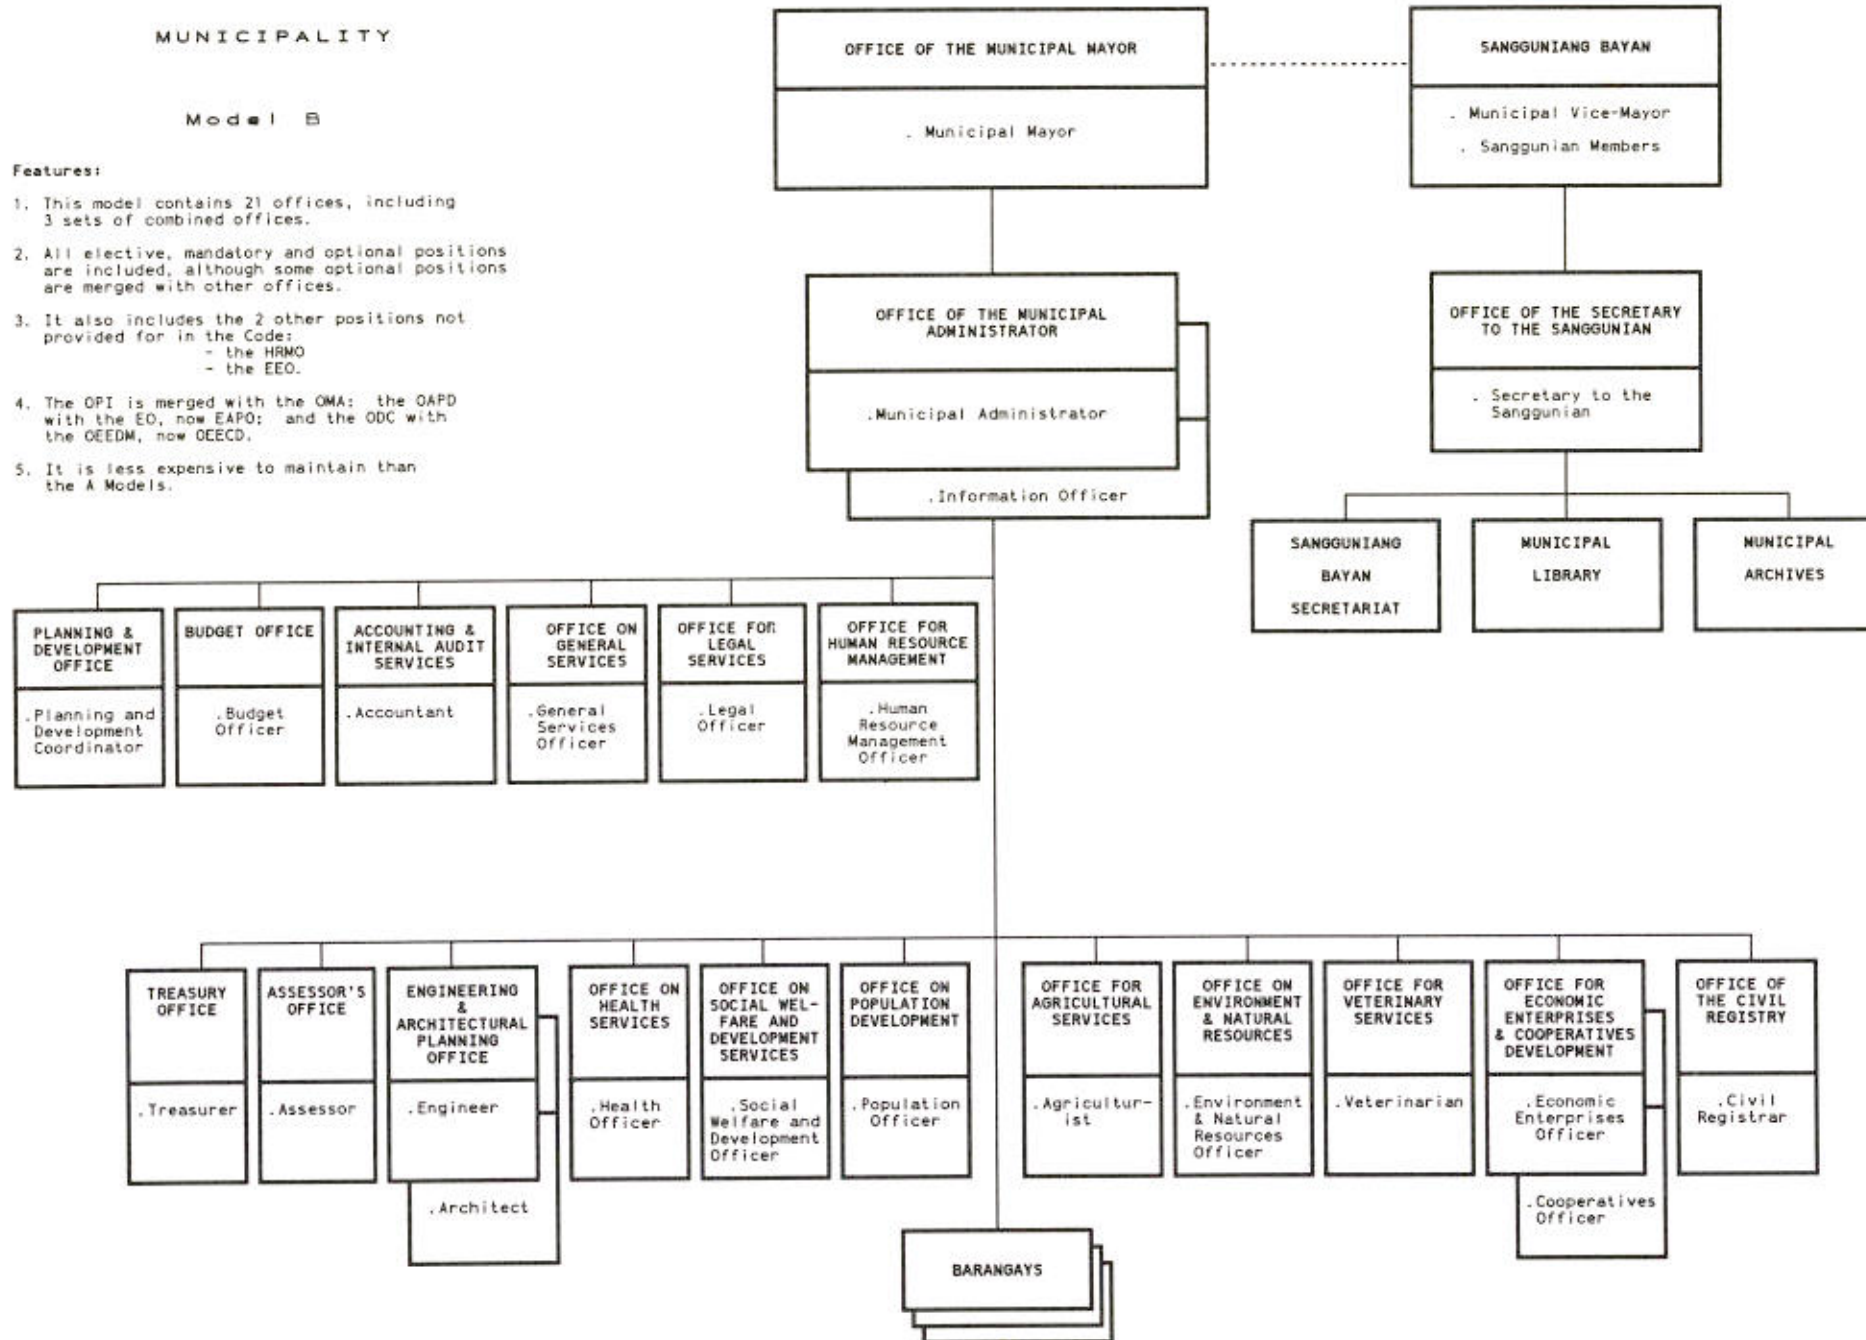 MUNICIPALITY
Model B
Features:
1. This model contains 21 offices, including
3 sets of combined offices.
2. All elective, mandatory and optional positions
are included, although some optional positions
are merged with other offices.
3. It also includes the 2 other positions not
provided for in the Code:
- the HRMO
- the EEO.
4. The OPI is merged with the OMA; the OAPD
with the EO, now EAPO; and the ODC with
the OEEDM, now OEECD.
5. It is less expensive to maintain than
the A Models.
OFFICE OF THE MUNICIPAL MAYOR
. Municipal Mayor
SANGGUNIANG BAYAN
. Municipal Vice-Mayor
. Sanggunian Members
OFFICE OF THE MUNICIPAL
ADMINISTRATOR
.Municipal Administrator
.Information Officer
OFFICE OF THE SECRETARY
TO THE SANGGUNIAN
. Secretary to the
Sanggunian
SANGGUNIANG
BAYAN
SECRETARIAT
MUNICIPAL
LIBRARY
MUNICIPAL
ARCHIVES
PLANNING &
DEVELOPMENT
OFFICE
.Planning and
Development
Coordinator
BUDGET OFFICE
.Budget
Officer
ACCOUNTING &
INTERNAL AUDIT
SERVICES
.Accountant
OFFICE ON
GENERAL
SERVICES
.General
Services
Officer
OFFICE FOR
LEGAL
SERVICES
.Legal
Officer
OFFICE FOR
HUMAN RESOURCE
MANAGEMENT
.Human
Resource
Management
Officer
TREASURY
OFFICE
.Treasurer
ASSESSOR'S
OFFICE
.Assessor
ENGINEERING
&
ARCHITECTURAL
PLANNING
OFFICE
.Engineer
.Architect
OFFICE ON
HEALTH
SERVICES
.Health
Officer
OFFICE ON
SOCIAL WEL-
FARE AND
DEVELOPMENT
SERVICES
.Social
Welfare and
Development
Officer
OFFICE ON
POPULATION
DEVELOPMENT
.Population
Officer
OFFICE FOR
AGRICULTURAL
SERVICES
.Agricultur-
ist
OFFICE ON
ENVIRONMENT
& NATURAL
RESOURCES
.Environment
& Natural
Resources
Officer
OFFICE FOR
VETERINARY
SERVICES
.Veterinarian
OFFICE FOR
ECONOMIC
ENTERPRISES
& COOPERATIVES
DEVELOPMENT
.Economic
Enterprises
Officer
.Cooperatives
Officer
OFFICE OF
THE CIVIL
REGISTRY
.Civil
Registrar
BARANGAYS